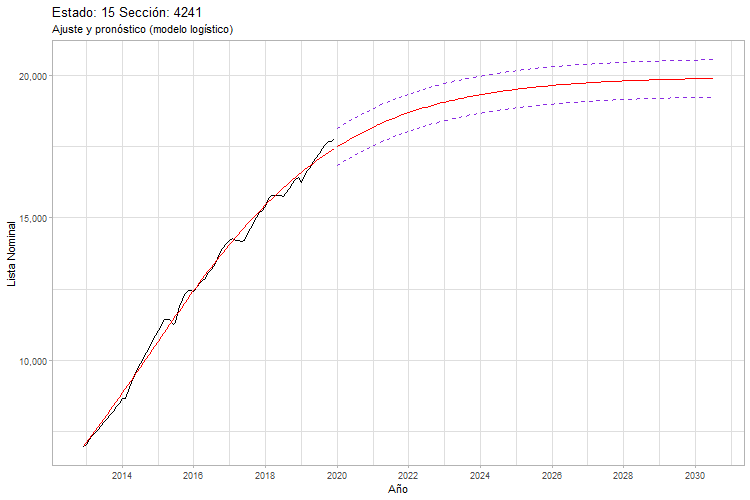 Estado: 15 Sección: 4241
Ajuste y pronóstico (modelo logístico)
20,000
15,000
10,000
Lista Nominal
2014 2016 2018 2020 2022 2024 2026 2028 2030
Año